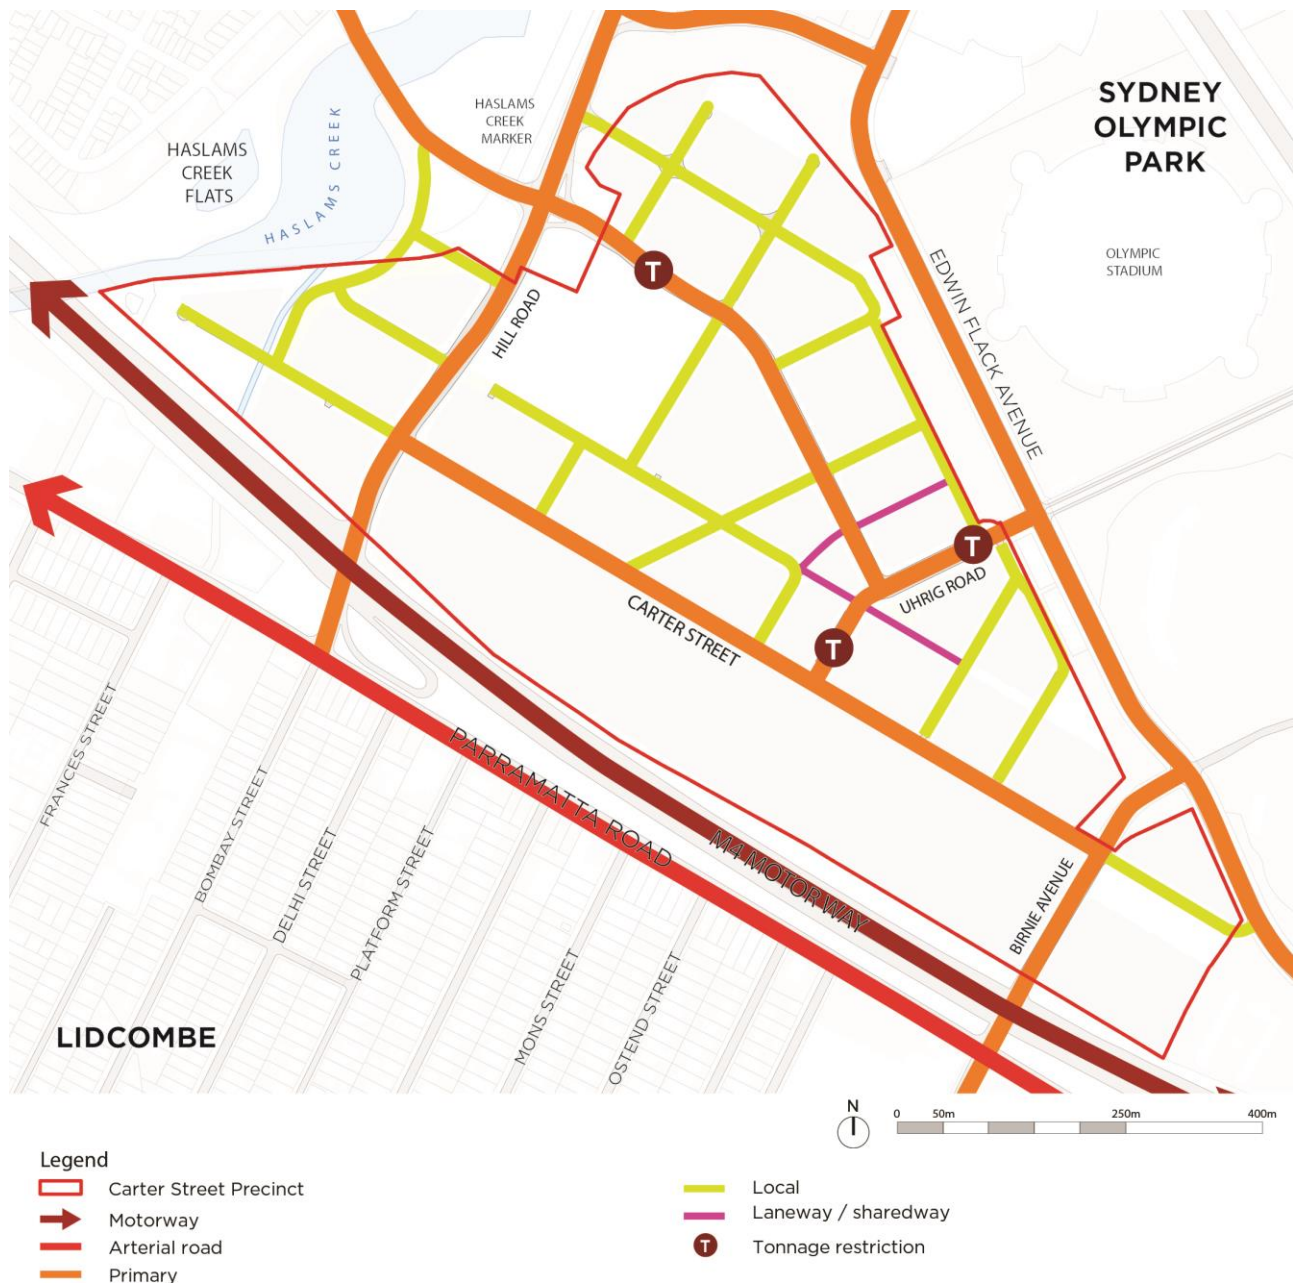 SYDNEY
OLYMPIC
PARK
HASLAMS
CREEK
MARKER
HASLAMS
CREEK
FLATS
HASLAMS CREEK
OLYMPIC
STADIUM
EDWIN FLACK AVENUE
HILL ROAD
T
T
UHRIG ROAD
T
CARTER STREET
PARRAMATTA ROAD
M4 MOTOR WAY
BIRNIE AVENUE
FRANCES STREET
BOMBAY STREET
DELHI STREET
PLATFORM STREET
MONS STREET
OSTEND STREET
LIDCOMBE
N
0 50m 250m 400m
Legend
Carter Street Precinct
Motorway
Arterial road
Primary
Local
Laneway / sharedway
T Tonnage restriction